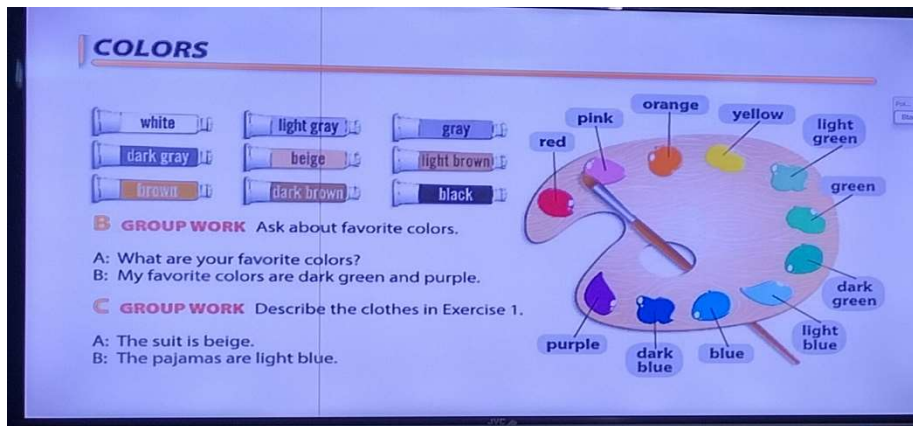 COLORS
white
light gray
gray
dark gray
beige
light brown
brown
dark brown
black
red
pink
orange
yellow
light
green
green
dark
green
light
blue
blue
dark
blue
purple
B GROUP WORK Ask about favorite colors.
A: What are your favorite colors?
B: My favorite colors are dark green and purple.
C GROUP WORK Describe the clothes in Exercise 1.
A: The suit is beige.
B: The pajamas are light blue.
JVC